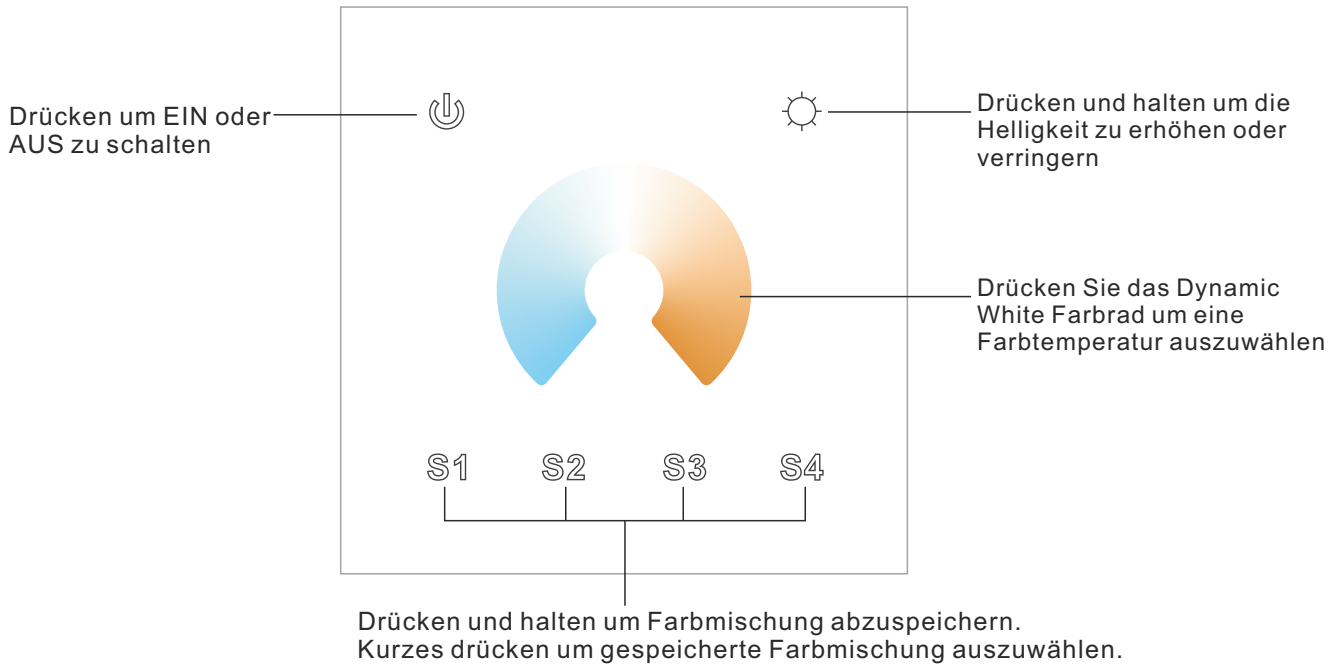 Drücken um EIN oder
AUS zu schalten
Drücken und halten um die
Helligkeit zu erhöhen oder
verringern
Drücken Sie das Dynamic
White Farbrad um eine
Farbtemperatur auszuwählen
S1 S2 S3 S4
Drücken und halten um Farbmischung abzuspeichern.
Kurzes drücken um gespeicherte Farbmischung auszuwählen.